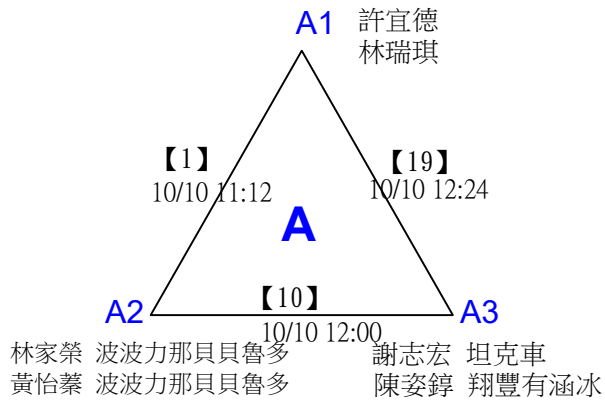 A1 許宜德
林瑞琪
【1】
10/10 11:12
【19】
10/10 12:24
A
【10】
10/10 12:00
A2
A3
林家榮 波波力那貝貝魯多
黃怡蓁 波波力那貝貝魯多
謝志宏 坦克車
陳姿錞 翔豐有涵冰